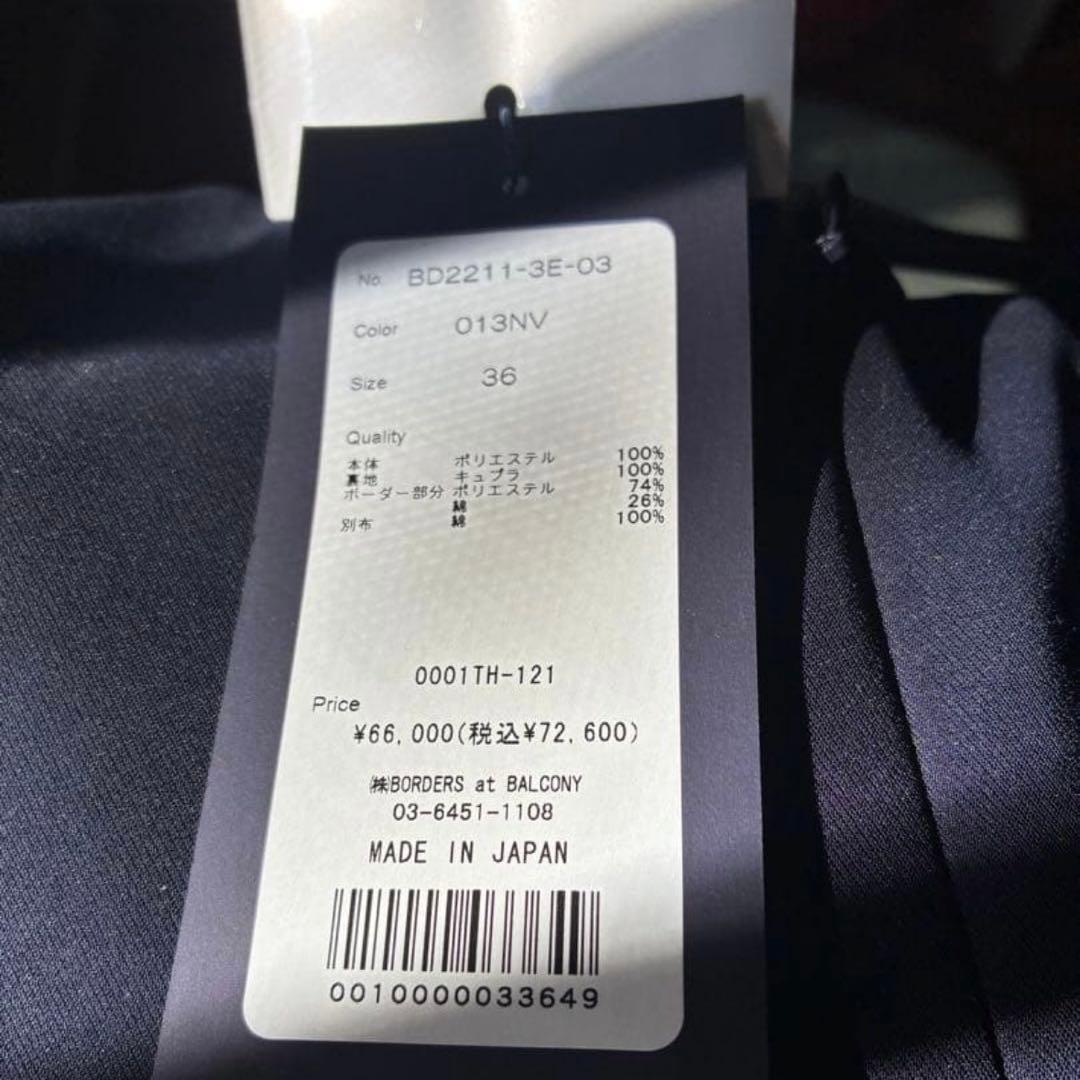 No. BD2211-3E-03
Color 013NV
Size 36
Quality
本体 ポリエステル 100%
裏地 キュプラ 100%
ボーダー部分 ポリエステル 74%
綿 26%
別布 綿 100%
0001TH-121
Price
¥66,000(税込¥72,600)
㈱BORDERS at BALCONY
03-6451-1108
MADE IN JAPAN
0010000033649